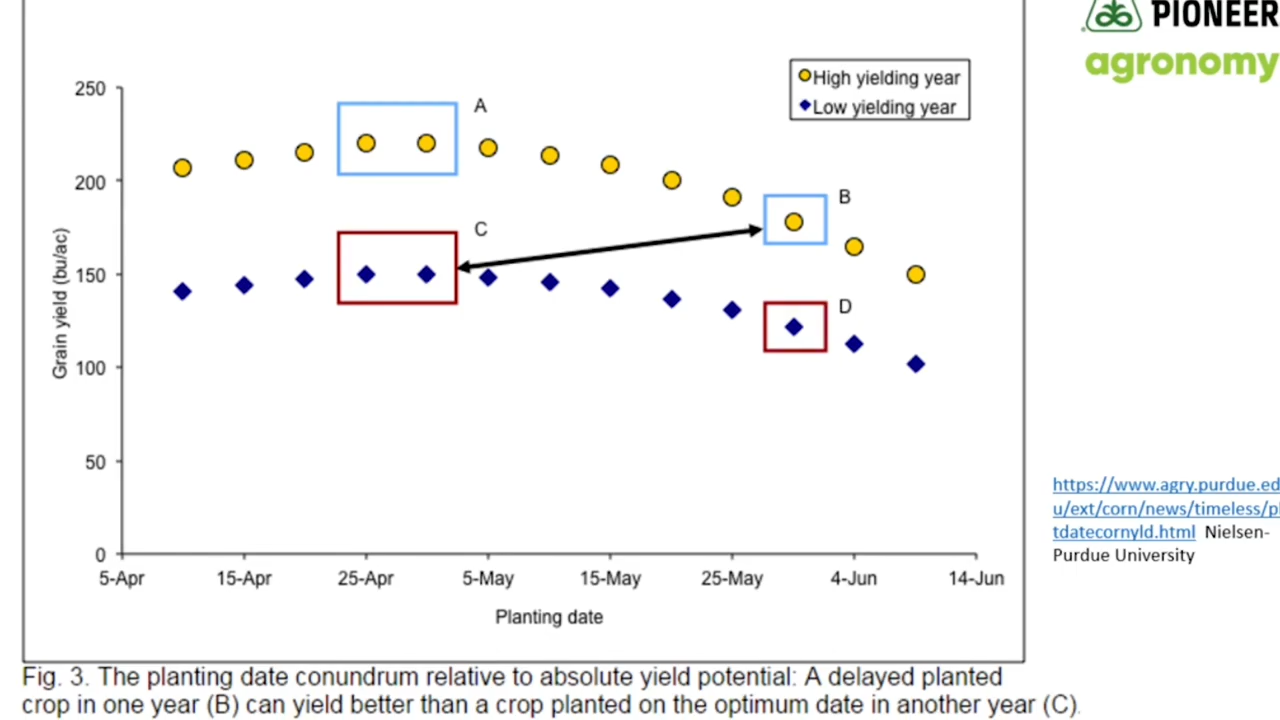 PIONEER
agronomy
High yielding year
Low yielding year
250
200
150
100
50
0
Grain yield (bu/ac)
A
B
C
D
5-Apr 15-Apr 25-Apr 5-May 15-May 25-May 4-Jun 14-Jun
Planting date
https://www.agry.purdue.ed
u/ext/corn/news/timeless/pl
tdatecornyld.html Nielsen-
Purdue University
Fig. 3. The planting date conundrum relative to absolute yield potential: A delayed planted
crop in one year (B) can yield better than a crop planted on the optimum date in another year (C).